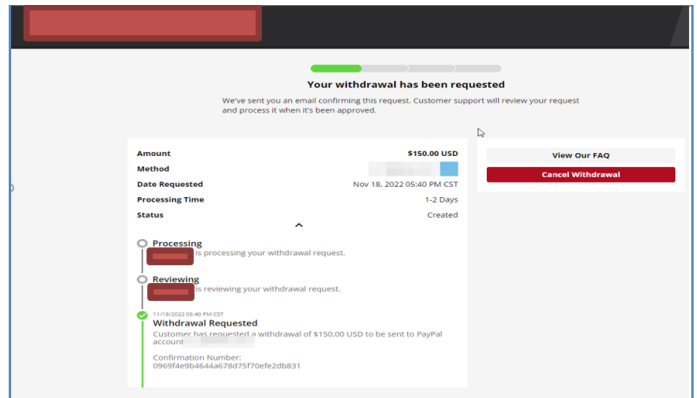 Your withdrawal has been requested
We've sent you an email confirming this request. Customer support will review your request
and process it when it's been approved.
Amount $150.00 USD
Method
Date Requested Nov 18, 2022 05:40 PM CST
Processing Time 1-2 Days
Status Created
View Our FAQ
Cancel Withdrawal
Processing
is processing your withdrawal request.
Reviewing
is reviewing your withdrawal request.
11/18/2022 05:40 PM CST
Withdrawal Requested
Customer has requested a withdrawal of $150.00 USD to be sent to PayPal
account
Confirmation Number:
0969f4e9b4644a678d75f70efe2db831